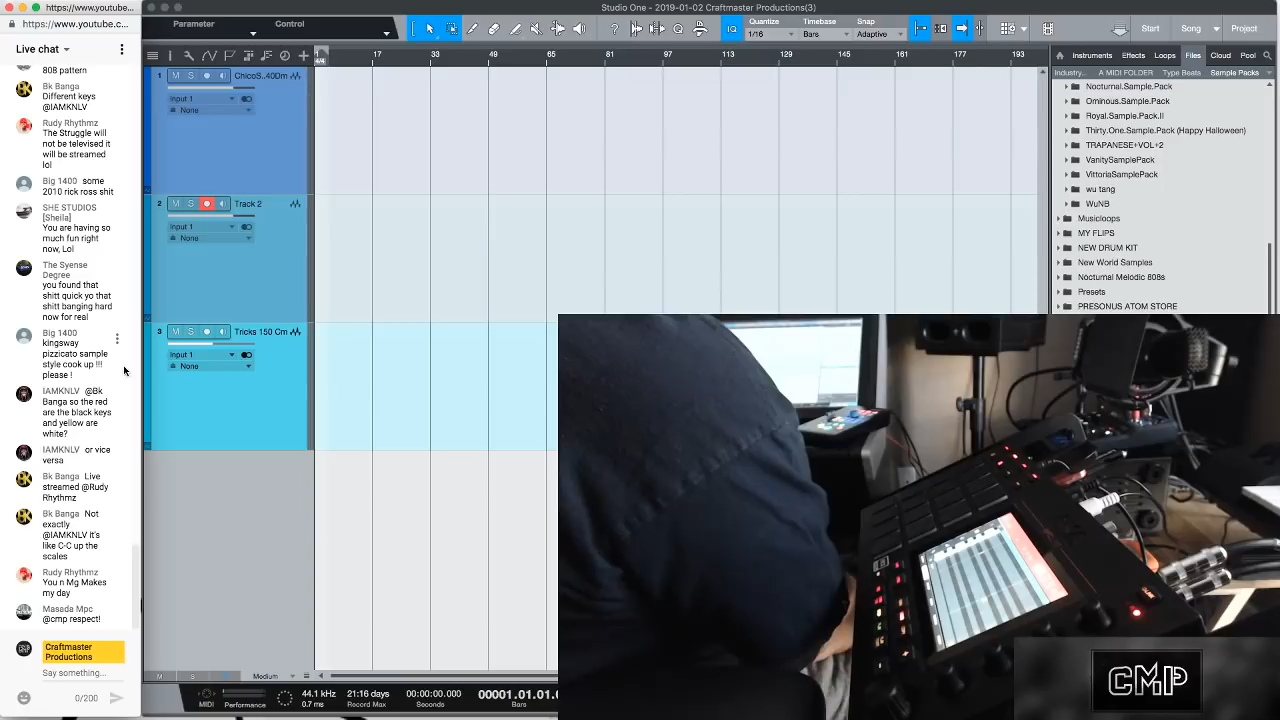 https://www.youtube...
Studio One - 2019-01-02 Craftmaster Productions(3)
https://www.youtube.c...
Parameter
Control
IQ
Quantize
1/16
Timebase
Bars
Snap
Adaptive
Start
Song
Project
Live chat
808 pattern
Bk Banga
Different keys
@IAMKNLV
Rudy Rhythmz
The Struggle will
not be televised it
will be streamed
lol
Big 1400 some
2010 rick ross shit
SHE STUDIOS
[Sheila]
You are having so
much fun right
now, Lol
The Syense
Degree
you found that
shitt quick yo that
shitt banging hard
now for real
Big 1400
kingsway
pizzicato sample
style cook up !!!
please !
IAMKNLV @Bk
Banga so the red
are the black keys
and yellow are
white?
IAMKNLV or vice
versa
Bk Banga Live
streamed @Rudy
Rhythmz
Bk Banga Not
exactly
@IAMKNLV it's
like C-C up the
scales
Rudy Rhythmz
You n Mg Makes
my day
Masada Mpc
@cmp respect!
Craftmaster
Productions
Say something...
0/200
1 17 33 49 65 81 97 113 129 145 161 177 193
4/4
1 M S ChicoS..40Dm
Input 1
None
2 M S Track 2
Input 1
None
3 M S Tricks 150 Cm
Input 1
None
Instruments Effects Loops Files Cloud Pool
Industry... A MIDI FOLDER Type Beats Sample Packs
Nocturnal.Sample.Pack
Ominous.Sample.Pack
Royal.Sample.Pack.II
Thirty.One.Sample.Pack (Happy Halloween)
TRAPANESE+VOL+2
VanitySamplePack
VittoriaSamplePack
wu tang
WuNB
Musicloops
MY FLIPS
NEW DRUM KIT
New World Samples
Nocturnal Melodic 808s
Presets
PRESONUS ATOM STORE
M S Medium
MIDI
Performance
44.1 kHz
0.7 ms
21:16 days
Record Max
00:00:00.000
Seconds
00001.01.01.0
Bars
CMP